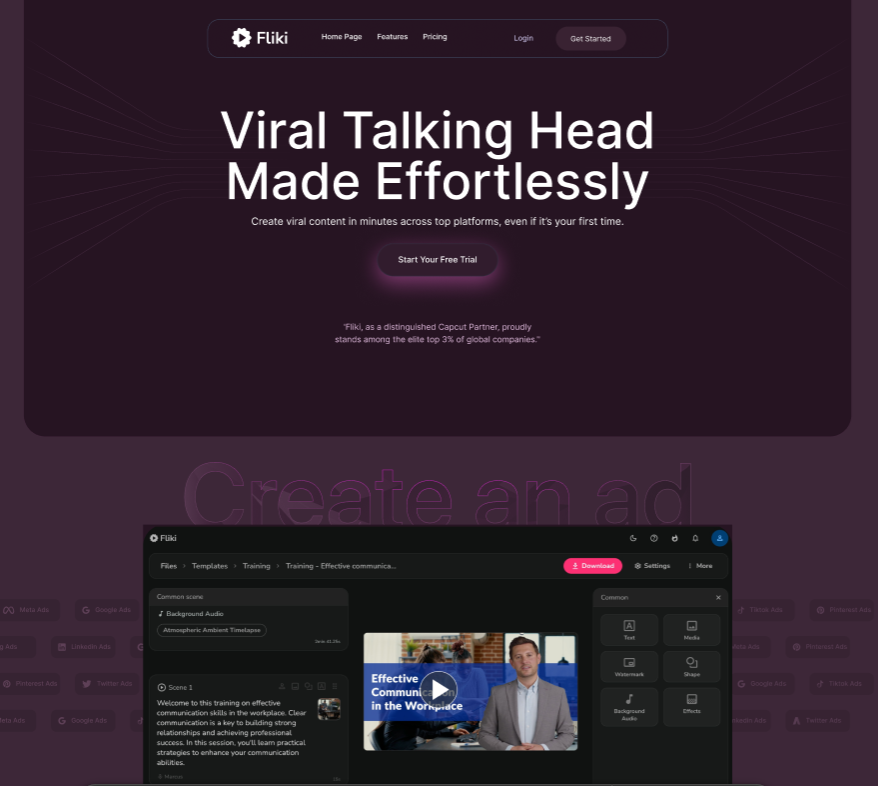 Fliki
Home Page Features Pricing
Login
Get Started
Viral Talking Head
Made Effortlessly
Create viral content in minutes across top platforms, even if it's your first time.
Start Your Free Trial
'Fliki, as a distinguished Capcut Partner, proudly
stands among the elite top 3% of global companies."
Create an ad
Fliki
Files › Templates › Training › Training - Effective communica...
Download
Settings
More
Common scene
Background Audio
Atmospheric Ambient Timelapse
Scene 1
Welcome to this training on effective
communication skills in the workplace. Clear
communication is a key to building strong
relationships and achieving professional
success. In this session, you'll learn practical
strategies to enhance your communication
abilities.
Marcus
Effective
Communication
in the Workplace
Common
Text
Media
Watermark
Shape
Background
Audio
Effects
Meta Ads
Google Ads
Tiktok Ads
Pinterest Ads
LinkedIn Ads
Pinterest Ads
Pinterest Ads
Twitter Ads
Google Ads
Tiktok Ads
Meta Ads
Google Ads
Twitter Ads